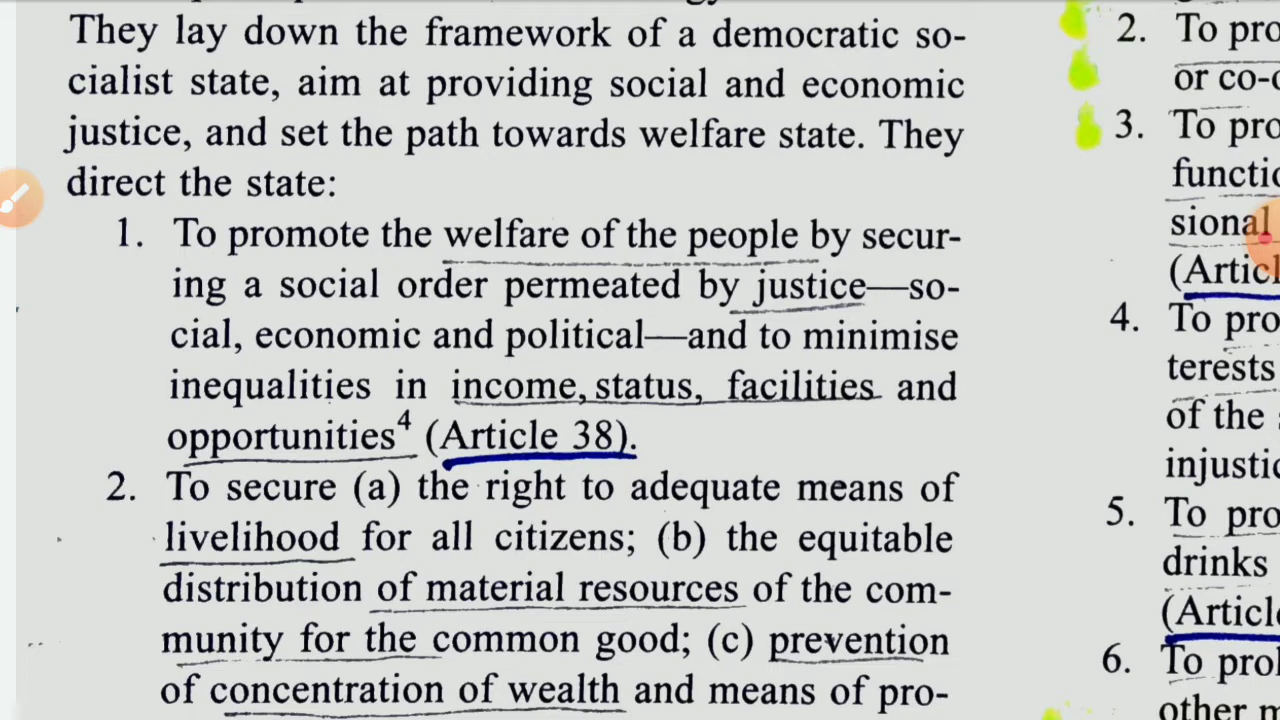 They lay down the framework of a democratic so-
cialist state, aim at providing social and economic
justice, and set the path towards welfare state. They
direct the state:
1. To promote the welfare of the people by secur-
ing a social order permeated by justice—so-
cial, economic and political—and to minimise
inequalities in income, status, facilities and
opportunities4 (Article 38).
2. To secure (a) the right to adequate means of
livelihood for all citizens; (b) the equitable
distribution of material resources of the com-
munity for the common good; (c) prevention
of concentration of wealth and means of pro-
2. To pro
or co-
3. To pro
functi
sional
(Articl
4. To pro
terests
of the
injusti
5. To pro
drinks
(Article
6. To pro
other m